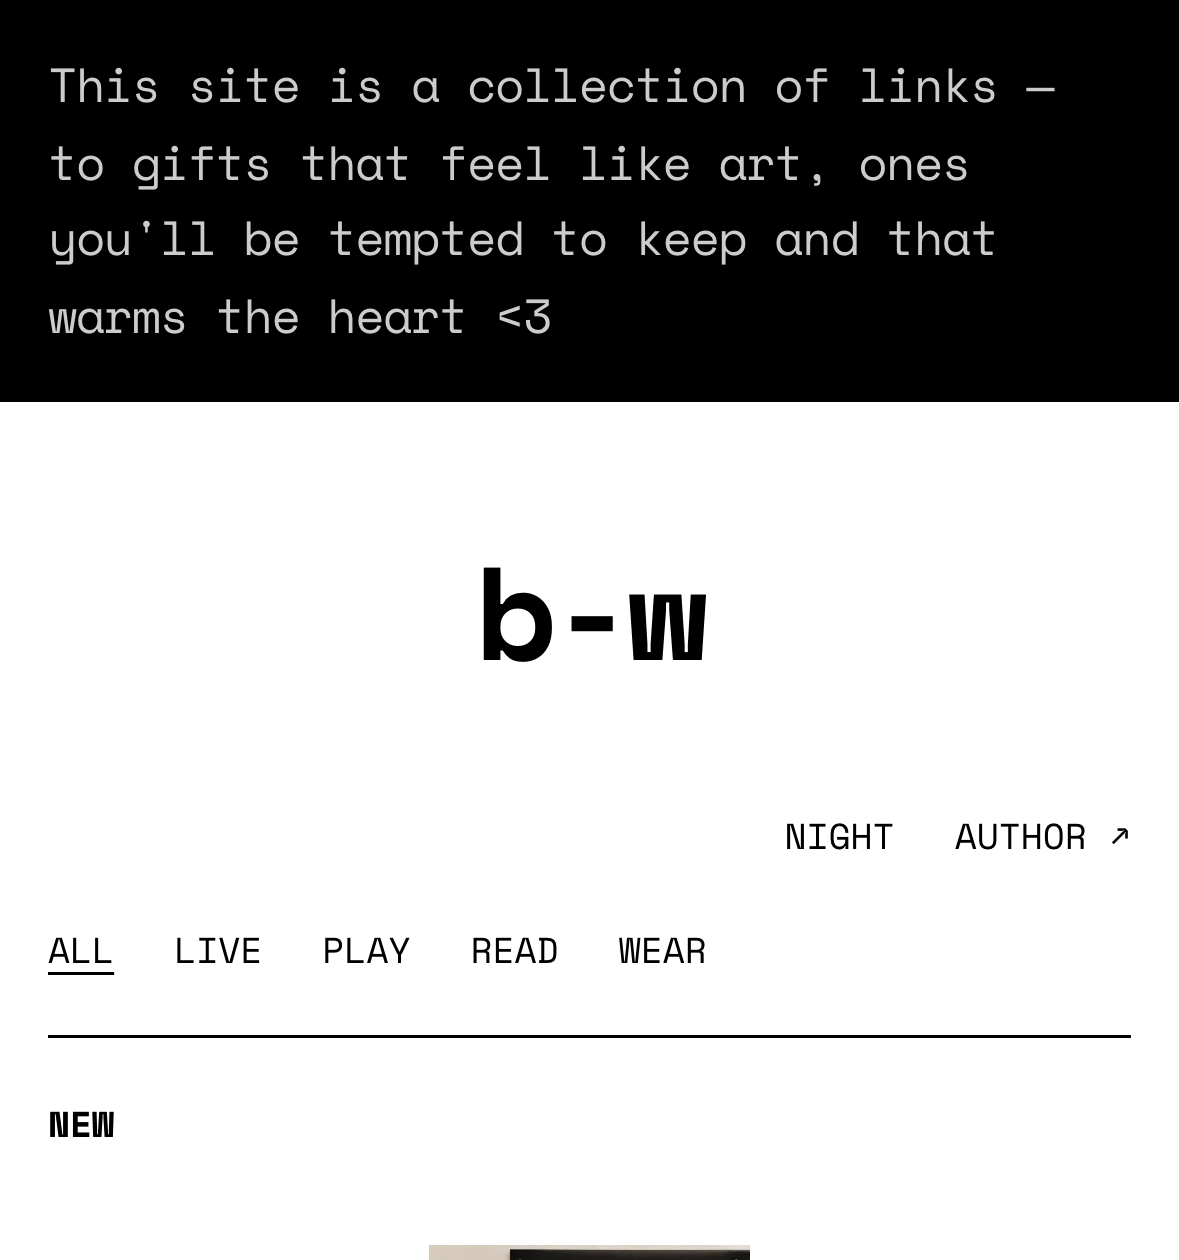 This site is a collection of links —
to gifts that feel like art, ones
you'll be tempted to keep and that
warms the heart <3
b-w
NIGHT AUTHOR ↗
ALL LIVE PLAY READ WEAR
NEW